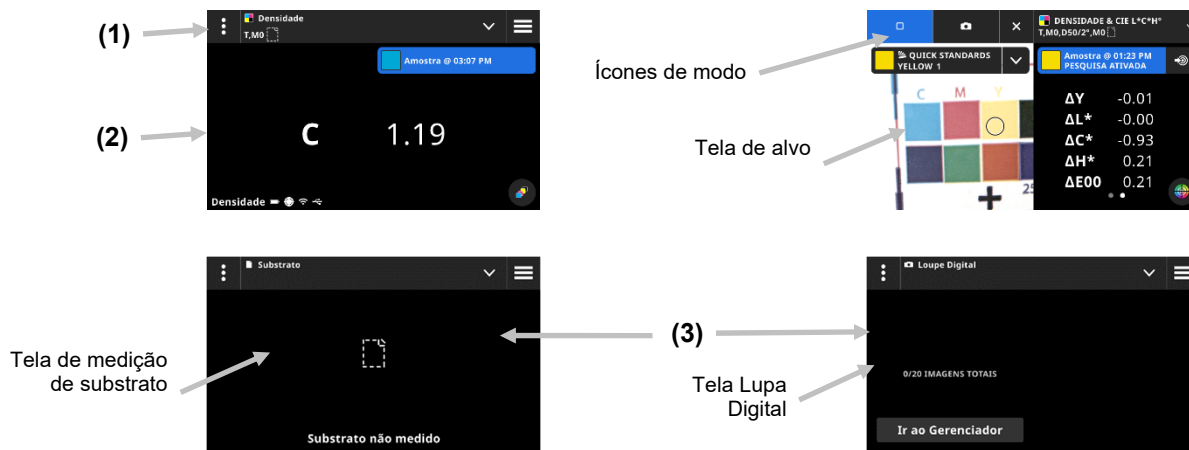 (1)
Densidade
T,M0
Amostra @ 03:07 PM
(2)
C 1.19
Densidade
Ícones de modo
Tela de alvo
DENSIDADE & CIE L*C*H°
T,M0,D50/2°,M0
QUICK STANDARDS
YELLOW 1
Amostra @ 01:23 PM
PESQUISA ATIVADA
C M Y
25
ΔY -0.01
ΔL* -0.00
ΔC* -0.93
ΔH* 0.21
ΔE00 0.21
Substrato
Tela de medição
de substrato
Substrato não medido
(3)
Loupe Digital
Tela Lupa
Digital
0/20 IMAGENS TOTAIS
Ir ao Gerenciador